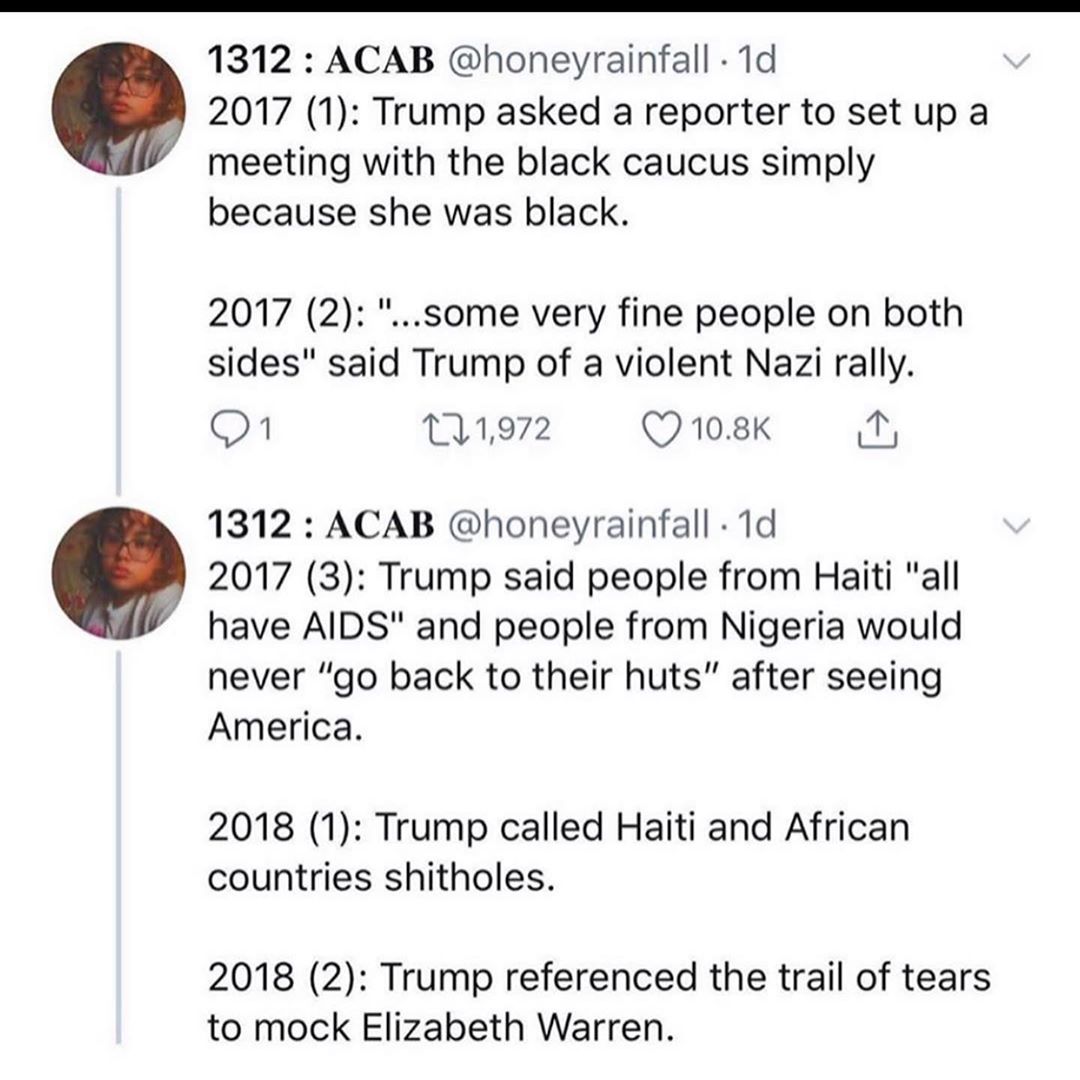 1312 : ACAB @honeyrainfall · 1d
2017 (1): Trump asked a reporter to set up a
meeting with the black caucus simply
because she was black.
2017 (2): "...some very fine people on both
sides" said Trump of a violent Nazi rally.
1 1,972 10.8K
1312 : ACAB @honeyrainfall · 1d
2017 (3): Trump said people from Haiti "all
have AIDS" and people from Nigeria would
never “go back to their huts” after seeing
America.
2018 (1): Trump called Haiti and African
countries shitholes.
2018 (2): Trump referenced the trail of tears
to mock Elizabeth Warren.